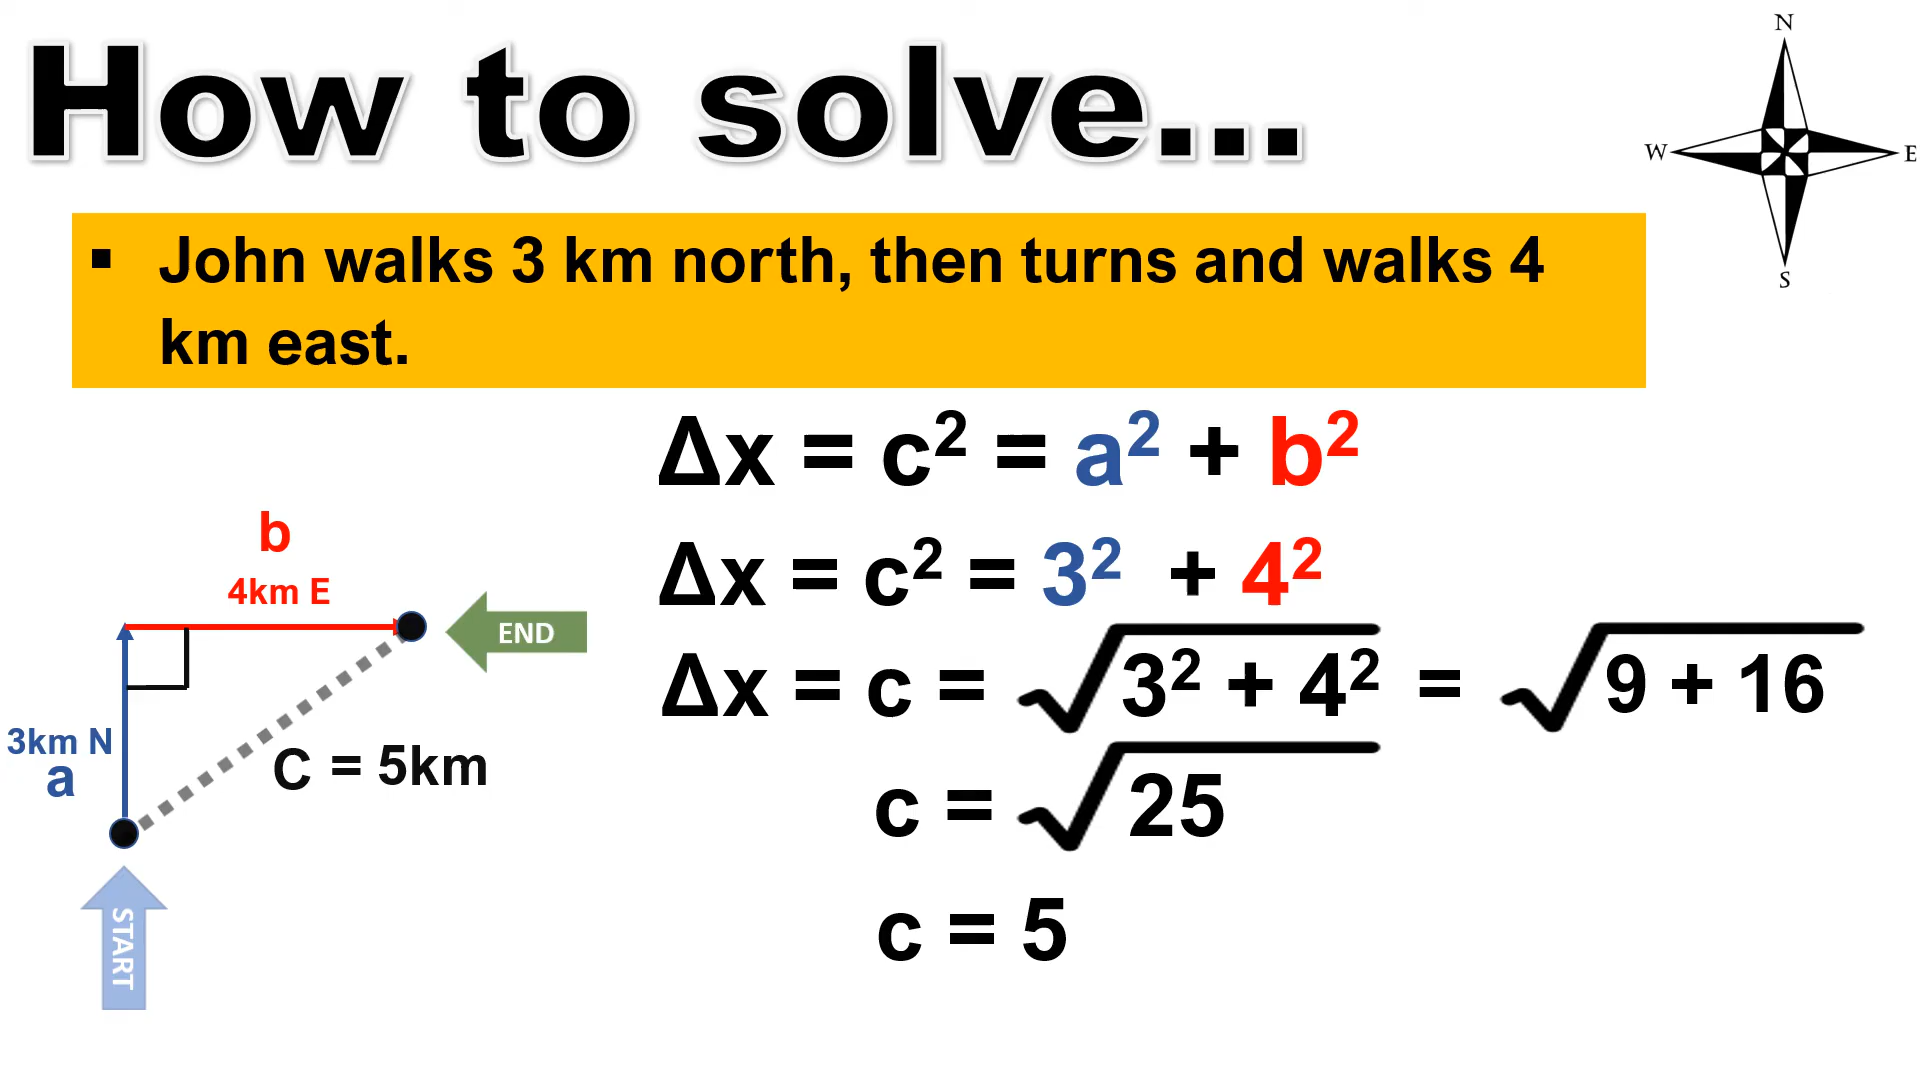 How to solve...
N
W
E
S
▪ John walks 3 km north, then turns and walks 4
km east.
Δx = c² = a² + b²
Δx = c² = 3² + 4²
Δx = c = √3² + 4² = √9 + 16
c = √25
c = 5
b
4km E
END
3km N
a
C = 5km
START